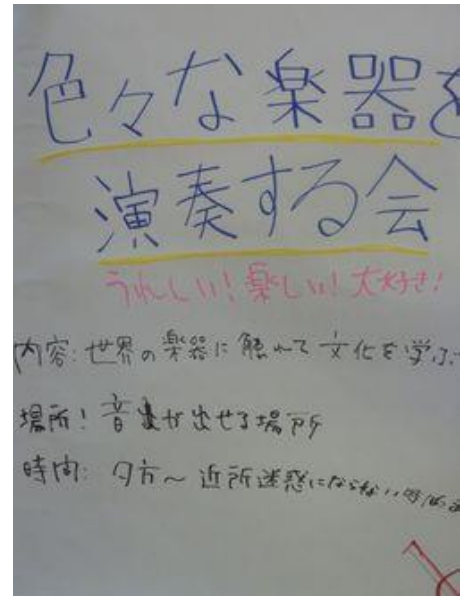 色々な楽器を
演奏する会
うれしい!楽しい!大好き!
内容:世界の楽器に触れて文化を学ぶ
場所!音が出せる場所
時間:夕方〜近所迷惑にならない時間